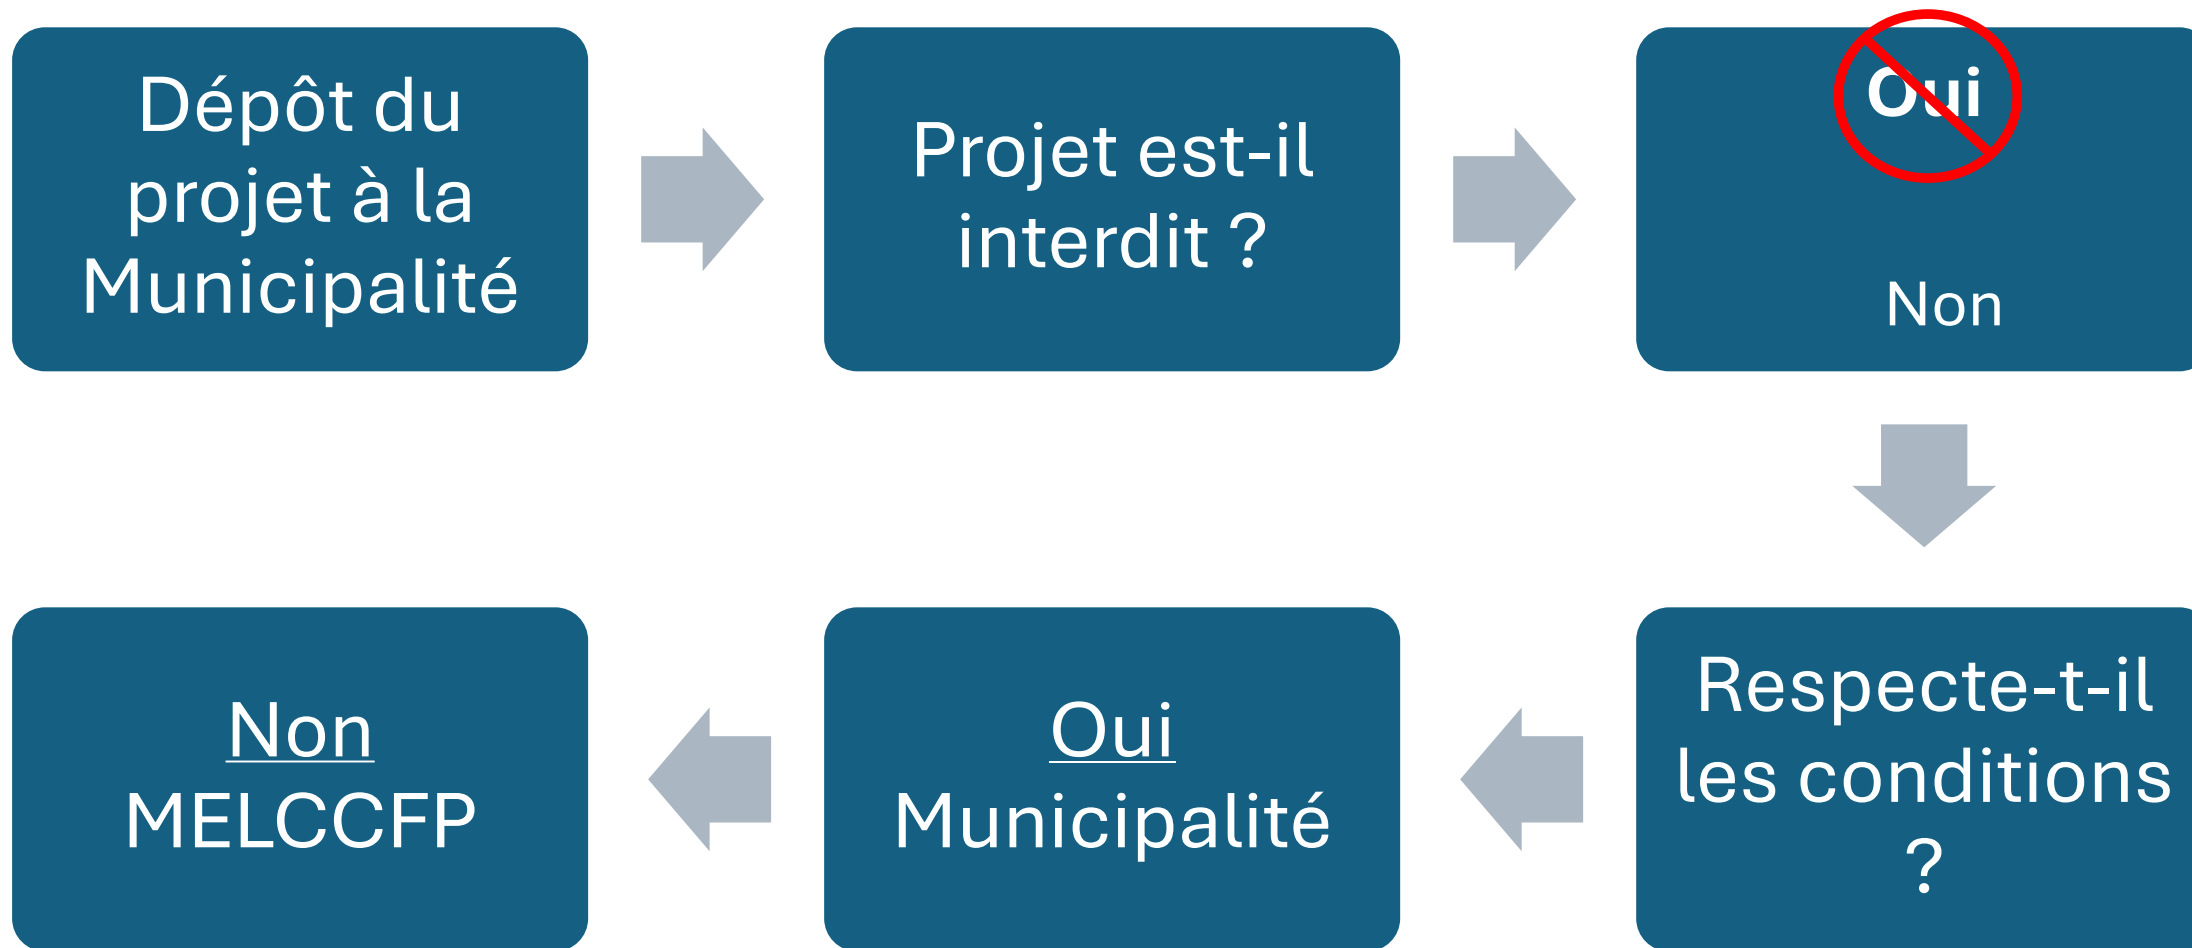 Dépôt du
projet à la
Municipalité
Projet est-il
interdit ?
Oui
Non
Respecte-t-il
les conditions
?
Oui
Municipalité
Non
MELCCFP